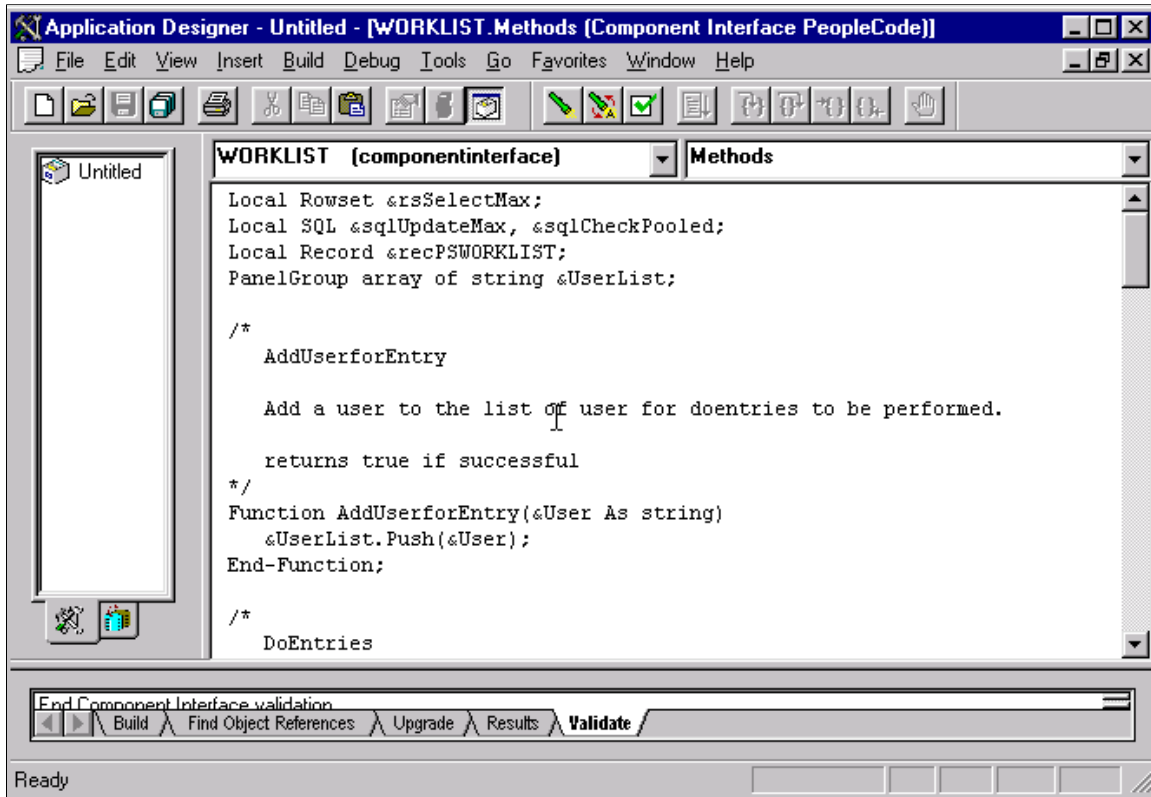 Application Designer - Untitled - [WORKLIST.Methods (Component Interface PeopleCode)]
File Edit View Insert Build Debug Tools Go Favorites Window Help
Untitled
WORKLIST (componentinterface)
Methods
Local Rowset &rsSelectMax;
Local SQL &sqlUpdateMax, &sqlCheckPooled;
Local Record &recPSWORKLIST;
PanelGroup array of string &UserList;
/*
AddUserforEntry
Add a user to the list of user for doentries to be performed.
returns true if successful
*/
Function AddUserforEntry(&User As string)
&UserList.Push(&User);
End-Function;
/*
DoEntries
End Component Interface validation
Build Find Object References Upgrade Results Validate
Ready